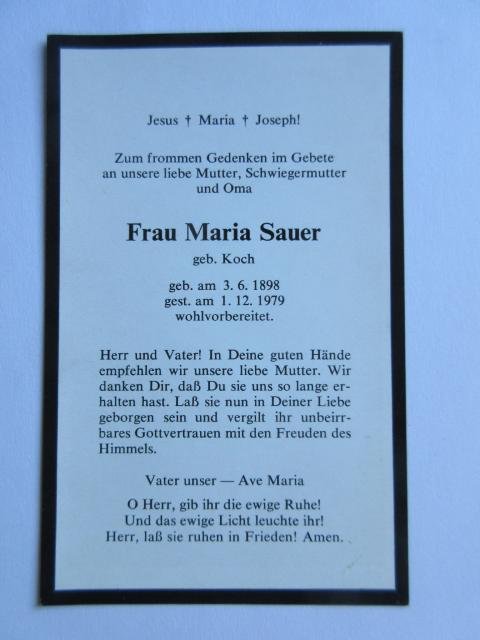 Jesus † Maria † Joseph!
Zum frommen Gedenken im Gebete
an unsere liebe Mutter, Schwiegermutter
und Oma
Frau Maria Sauer
geb. Koch
geb. am 3. 6. 1898
gest. am 1. 12. 1979
wohlvorbereitet.
Herr und Vater! In Deine guten Hände
empfehlen wir unsere liebe Mutter. Wir
danken Dir, daß Du sie uns so lange er-
halten hast. Laß sie nun in Deiner Liebe
geborgen sein und vergilt ihr unbeirr-
bares Gottvertrauen mit den Freuden des
Himmels.
Vater unser — Ave Maria
O Herr, gib ihr die ewige Ruhe!
Und das ewige Licht leuchte ihr!
Herr, laß sie ruhen in Frieden! Amen.